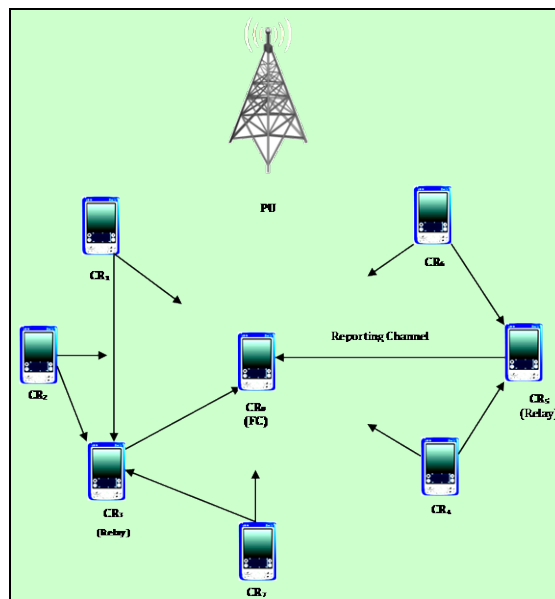 PU
CR₁
CR₆
Reporting Channel
CR₂
CR₀
(FC)
CR₅
(Relay)
CR₃
(Relay)
CR₄
CR₇